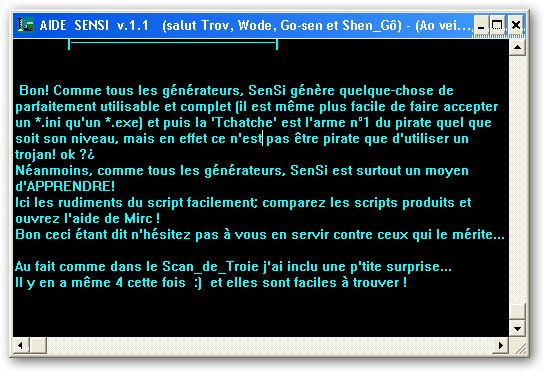 AIDE SENSI v.1.1 (salut Trov, Wode, Go-sen et Shen_Gô) - (Ao vei...
Bon! Comme tous les générateurs, SenSi génère quelque-chose de
parfaitement utilisable et complet (il est même plus facile de faire accepter
un *.ini qu'un *.exe) et puis la 'Tchatche' est l'arme n°1 du pirate quel que
soit son niveau, mais en effet ce n'est pas être pirate que d'utiliser un
trojan! ok ?¿
Néanmoins, comme tous les générateurs, SenSi est surtout un moyen
d'APPRENDRE!
Ici les rudiments du script facilement; comparez les scripts produits et
ouvrez l'aide de Mirc !
Bon ceci étant dit n'hésitez pas à vous en servir contre ceux qui le mérite...
Au fait comme dans le Scan_de_Troie j'ai inclu une p'tite surprise...
Il y en a même 4 cette fois :) et elles sont faciles à trouver !